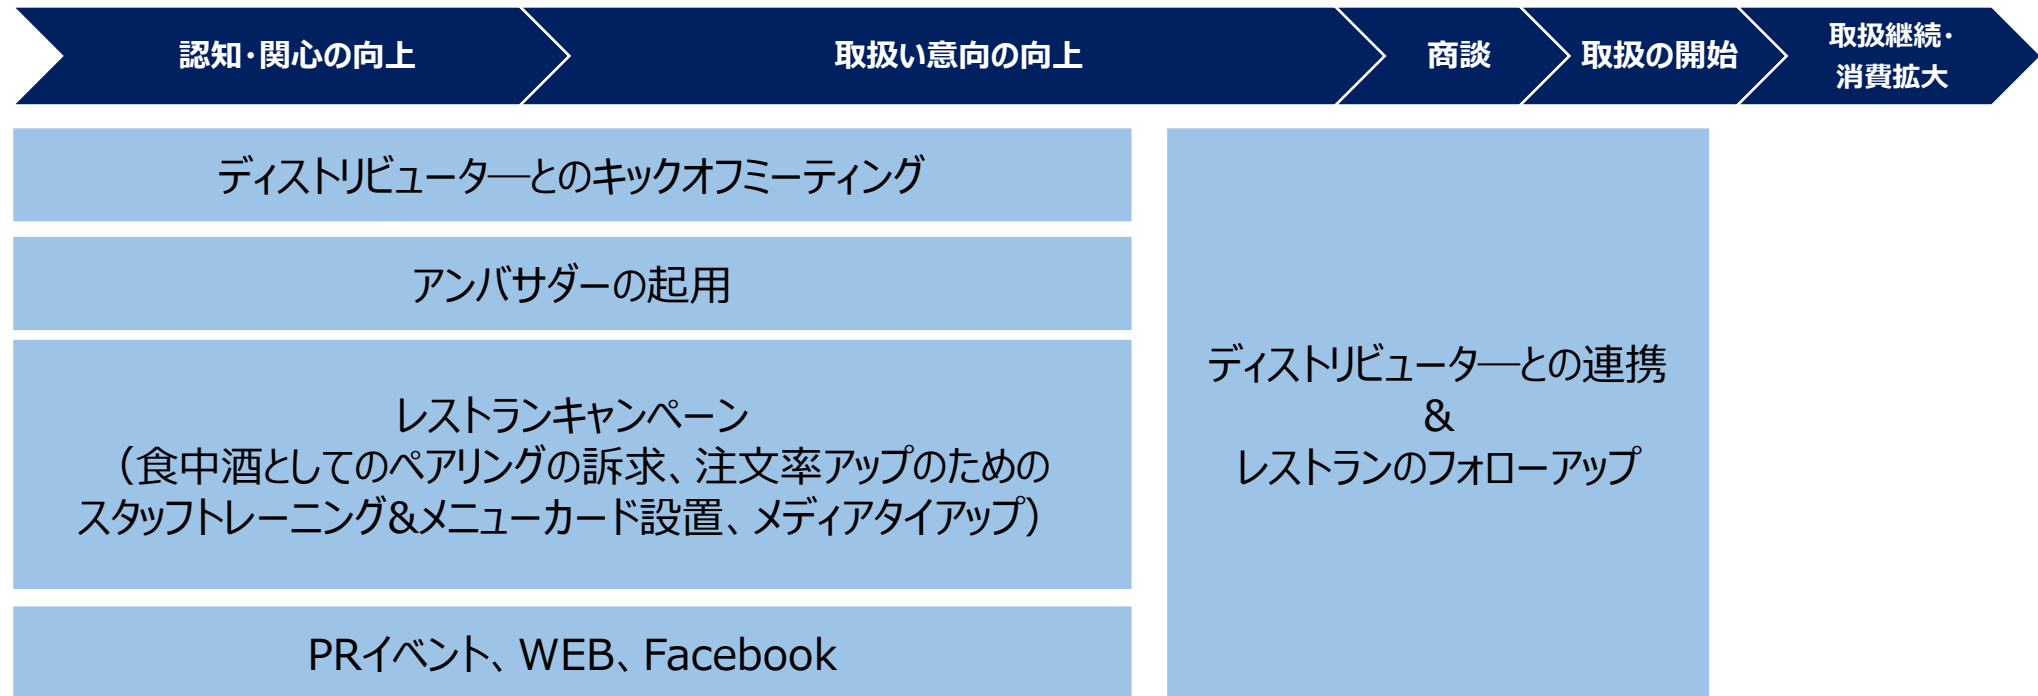 認知･関心の向上
取扱い意向の向上
商談
取扱の開始
取扱継続･
消費拡大
ディストリビュータ―との​キックオフミーティング
アンバサダーの起用
レストランキャンペーン
（食中酒としてのペアリングの訴求、注文率アップのための
スタッフトレーニング&メニューカード設置、メディアタイアップ）
PRイベント、WEB、Facebook
ディストリビューター―との連携
&
レストランのフォローアップ